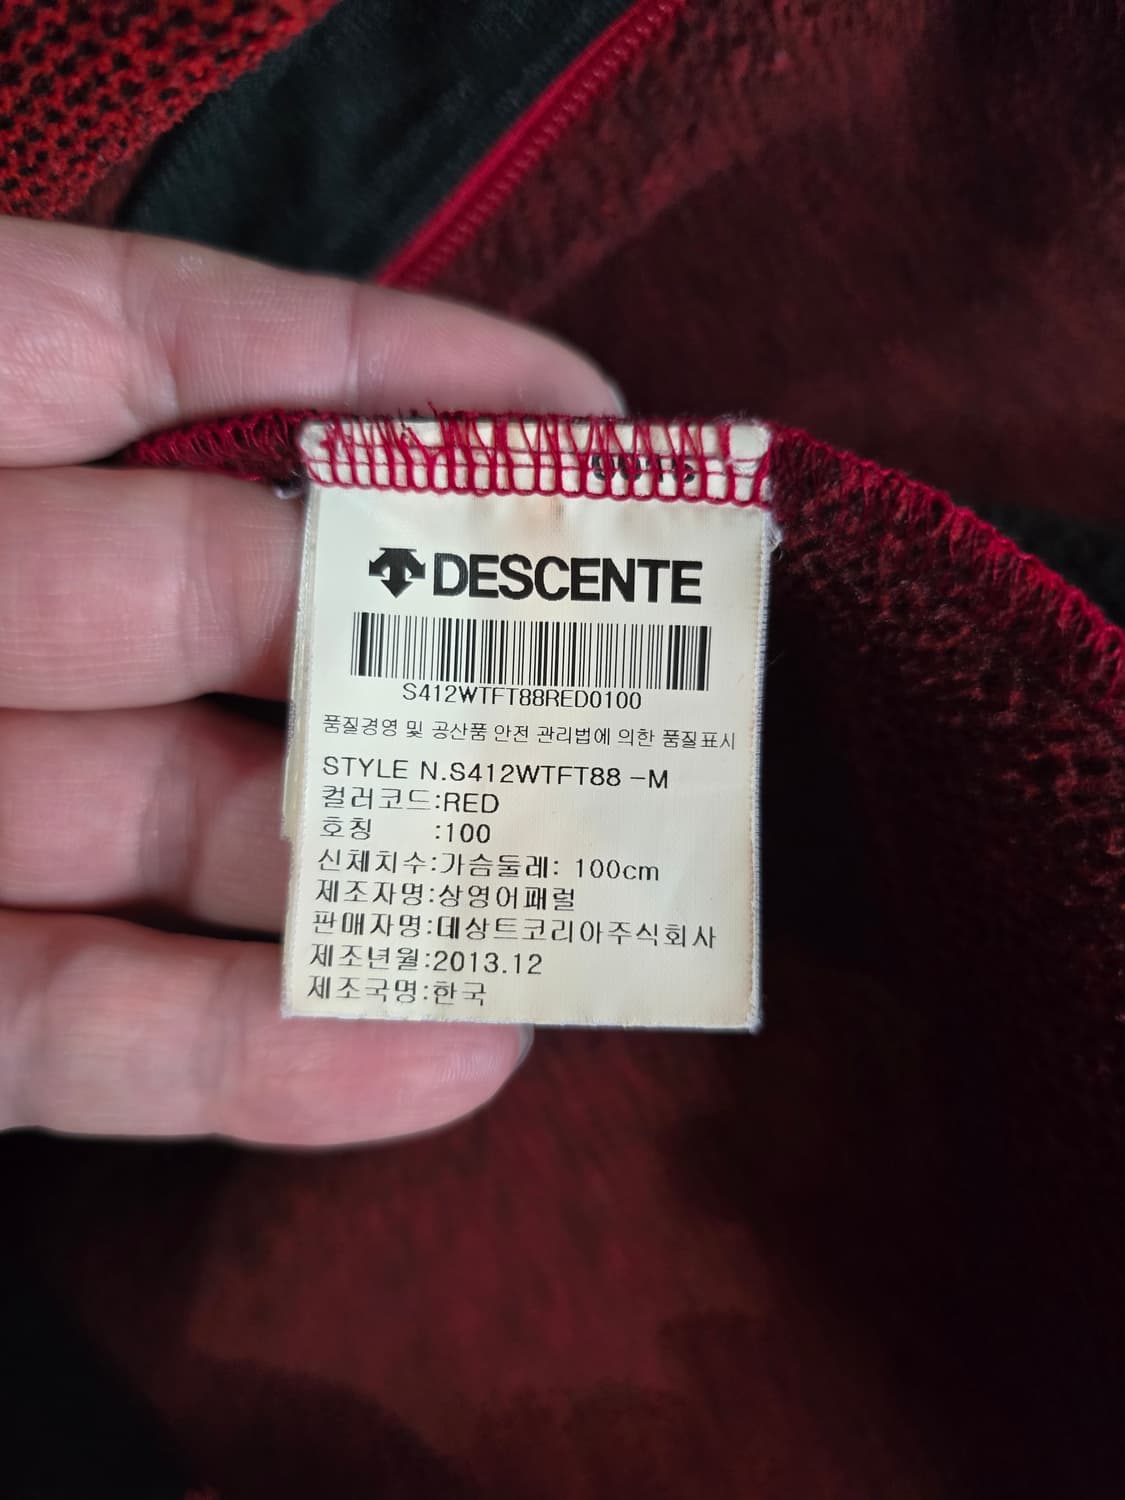 DESCENTE
S412WTFT88RED0100
품질경영 및 공산품 안전 관리법에 의한 품질표시
STYLE N.S412WTFT88 -M
컬러코드:RED
호칭 :100
신체치수:가슴둘레: 100cm
제조자명:상영어패럴
판매자명:데상트코리아주식회사
제조년월:2013.12
제조국명:한국